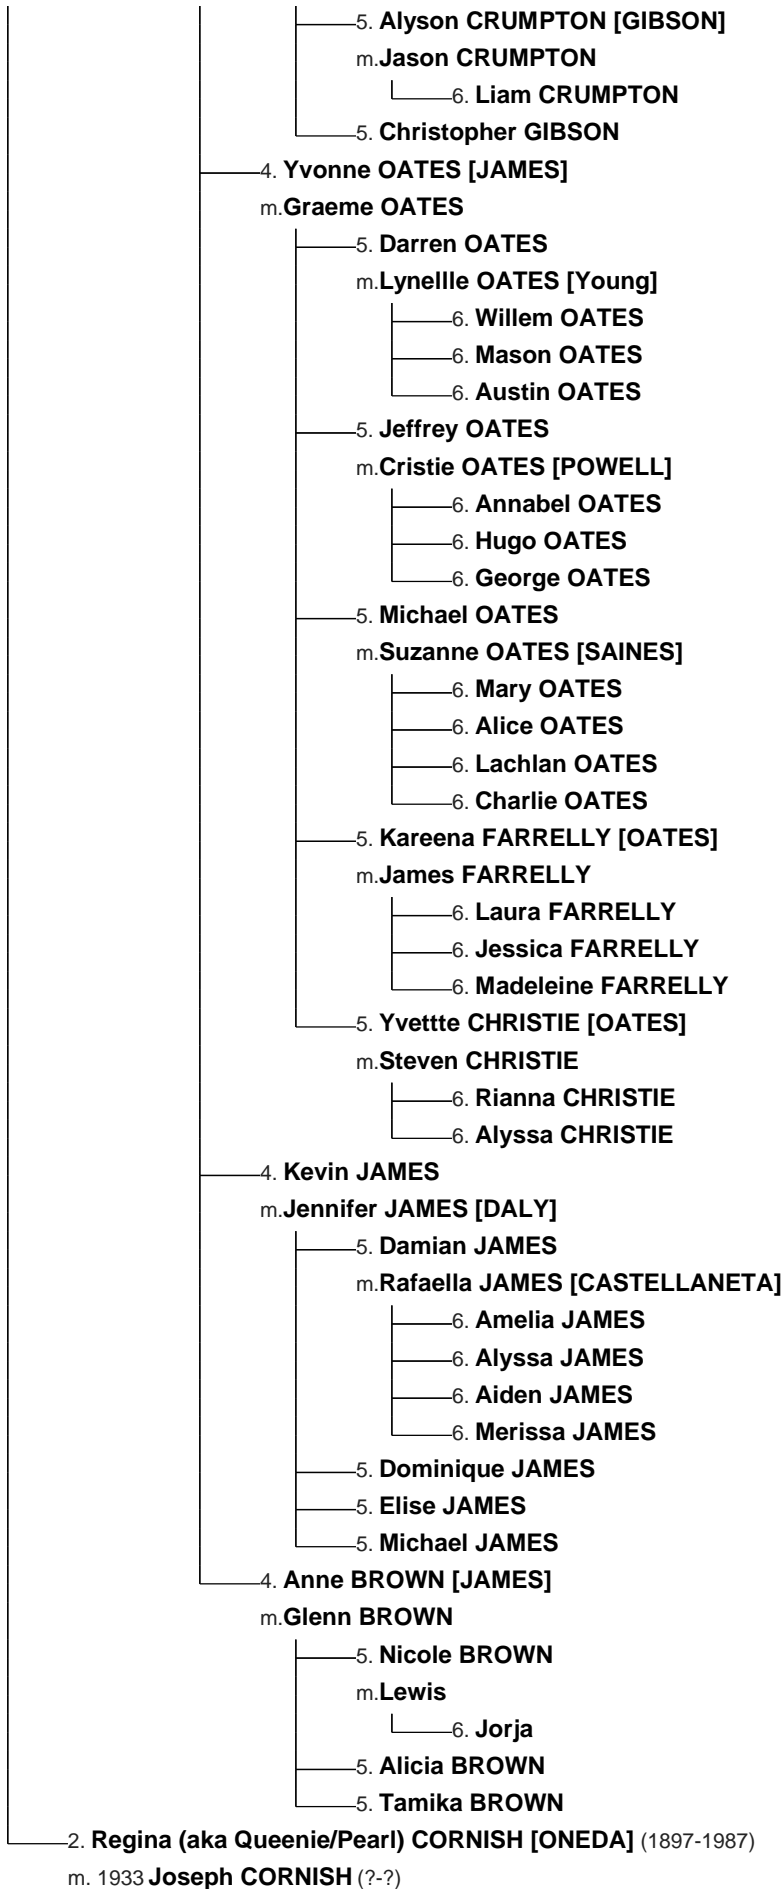 5. Alyson CRUMPTON [GIBSON]
m.Jason CRUMPTON
6. Liam CRUMPTON
5. Christopher GIBSON
4. Yvonne OATES [JAMES]
m.Graeme OATES
5. Darren OATES
m.Lynellle OATES [Young]
6. Willem OATES
6. Mason OATES
6. Austin OATES
5. Jeffrey OATES
m.Cristie OATES [POWELL]
6. Annabel OATES
6. Hugo OATES
6. George OATES
5. Michael OATES
m.Suzanne OATES [SAINES]
6. Mary OATES
6. Alice OATES
6. Lachlan OATES
6. Charlie OATES
5. Kareena FARRELLY [OATES]
m.James FARRELLY
6. Laura FARRELLY
6. Jessica FARRELLY
6. Madeleine FARRELLY
5. Yvettte CHRISTIE [OATES]
m.Steven CHRISTIE
6. Rianna CHRISTIE
6. Alyssa CHRISTIE
4. Kevin JAMES
m.Jennifer JAMES [DALY]
5. Damian JAMES
m.Rafaella JAMES [CASTELLANETA]
6. Amelia JAMES
6. Alyssa JAMES
6. Aiden JAMES
6. Merissa JAMES
5. Dominique JAMES
5. Elise JAMES
5. Michael JAMES
4. Anne BROWN [JAMES]
m.Glenn BROWN
5. Nicole BROWN
m.Lewis
6. Jorja
5. Alicia BROWN
5. Tamika BROWN
2. Regina (aka Queenie/Pearl) CORNISH [ONEDA] (1897-1987)
m. 1933 Joseph CORNISH (?-?)